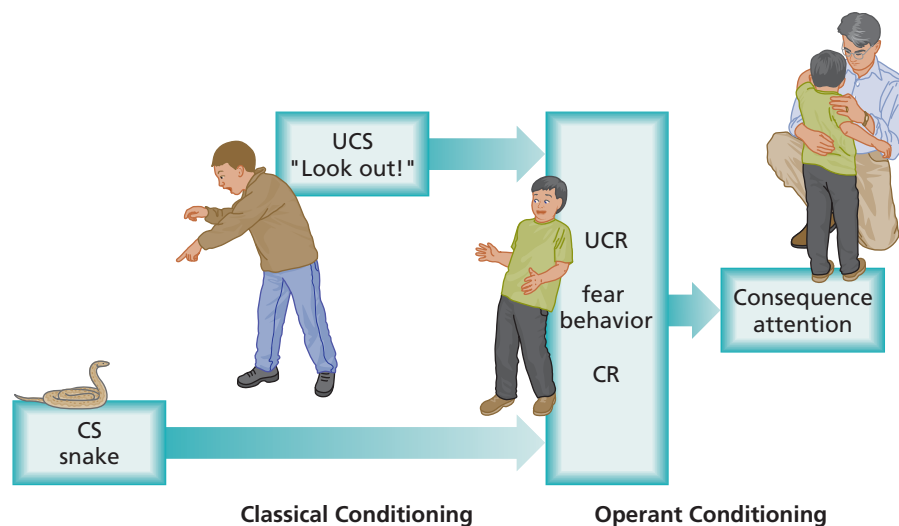 UCS
"Look out!"
UCR
fear
behavior
CR
Consequence
attention
CS
snake
Classical Conditioning
Operant Conditioning